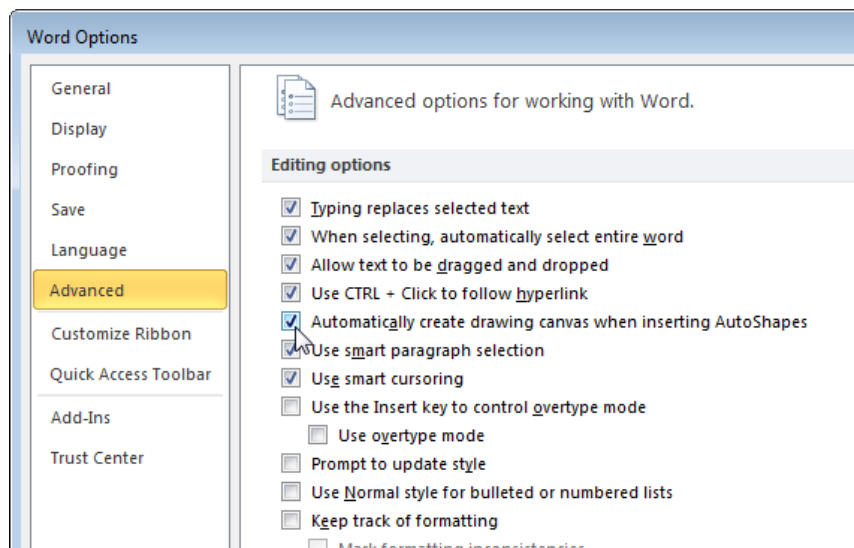 Word Options
General
Display
Proofing
Save
Language
Advanced
Customize Ribbon
Quick Access Toolbar
Add-Ins
Trust Center
Advanced options for working with Word.
Editing options
Typing replaces selected text
When selecting, automatically select entire word
Allow text to be dragged and dropped
Use CTRL + Click to follow hyperlink
Automatically create drawing canvas when inserting AutoShapes
Use smart paragraph selection
Use smart cursoring
Use the Insert key to control overtype mode
Use overtype mode
Prompt to update style
Use Normal style for bulleted or numbered lists
Keep track of formatting
Mark formatting inconsistencies